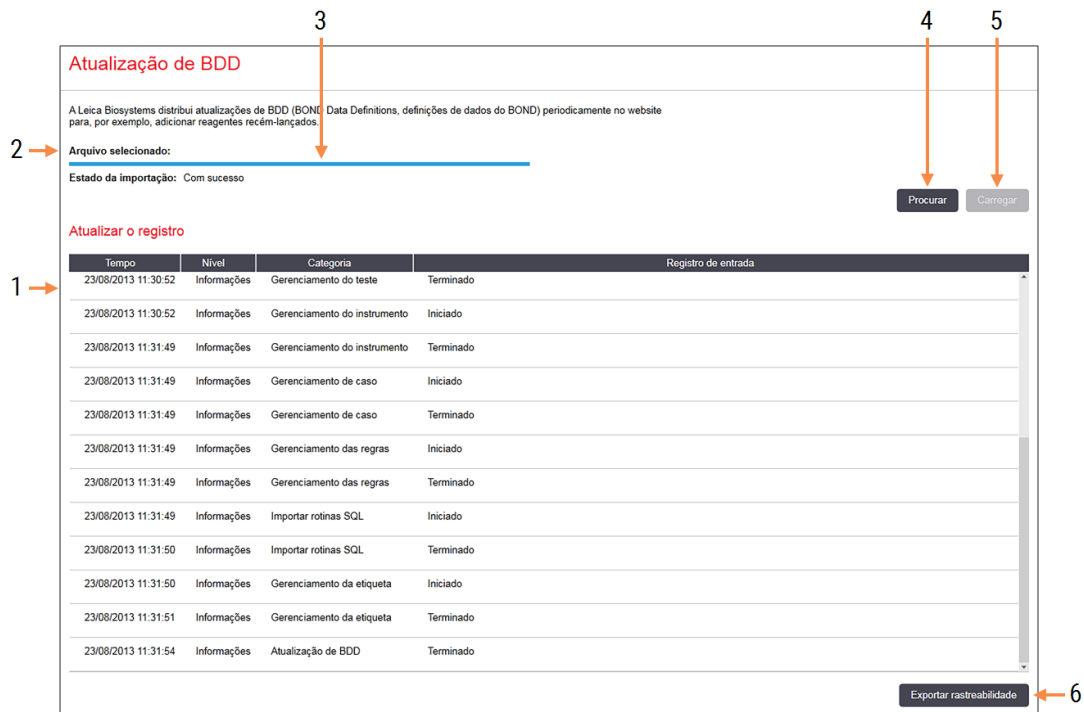 3 4 5
Atualização de BDD
A Leica Biosystems distribui atualizações de BDD (BOND Data Definitions, definições de dados do BOND) periodicamente no website
para, por exemplo, adicionar reagentes recém-lançados.
2 Arquivo selecionado:
Estado da importação: Com sucesso
Procurar Carregar
Atualizar o registro
Tempo Nível Categoria Registro de entrada
1 23/08/2013 11:30:52 Informações Gerenciamento do teste Terminado
23/08/2013 11:30:52 Informações Gerenciamento do instrumento Iniciado
23/08/2013 11:31:49 Informações Gerenciamento do instrumento Terminado
23/08/2013 11:31:49 Informações Gerenciamento de caso Iniciado
23/08/2013 11:31:49 Informações Gerenciamento de caso Terminado
23/08/2013 11:31:49 Informações Gerenciamento das regras Iniciado
23/08/2013 11:31:49 Informações Gerenciamento das regras Terminado
23/08/2013 11:31:49 Informações Importar rotinas SQL Iniciado
23/08/2013 11:31:50 Informações Importar rotinas SQL Terminado
23/08/2013 11:31:50 Informações Gerenciamento da etiqueta Iniciado
23/08/2013 11:31:51 Informações Gerenciamento da etiqueta Terminado
23/08/2013 11:31:54 Informações Atualização de BDD Terminado
Exportar rastreabilidade 6